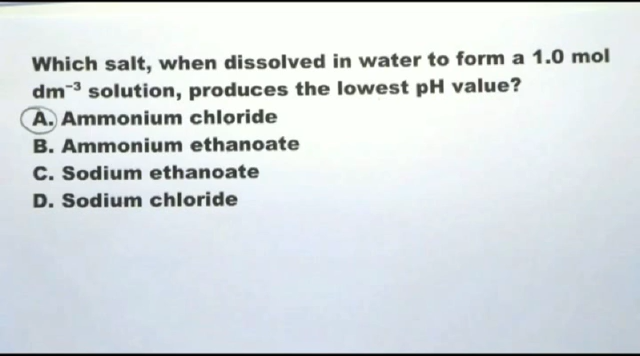 Which salt, when dissolved in water to form a 1.0 mol
dm⁻³ solution, produces the lowest pH value?
A. Ammonium chloride
B. Ammonium ethanoate
C. Sodium ethanoate
D. Sodium chloride